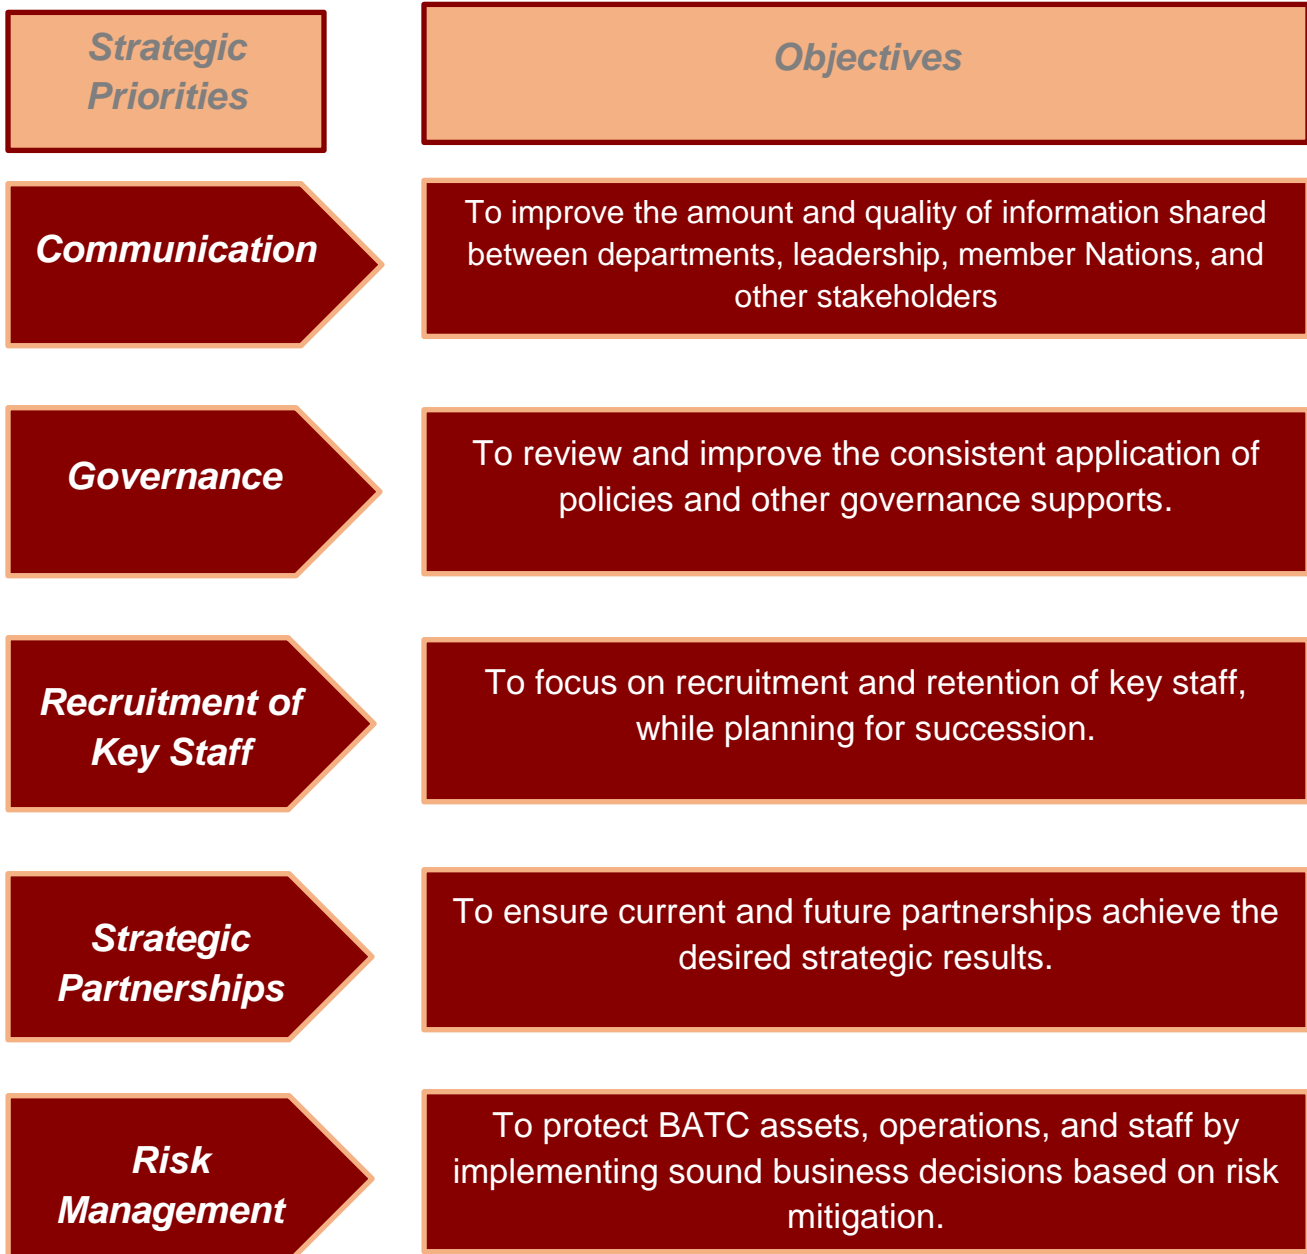 Strategic
Priorities
Objectives
Communication
To improve the amount and quality of information shared
between departments, leadership, member Nations, and
other stakeholders
Governance
To review and improve the consistent application of
policies and other governance supports.
Recruitment of
Key Staff
To focus on recruitment and retention of key staff,
while planning for succession.
Strategic
Partnerships
To ensure current and future partnerships achieve the
desired strategic results.
Risk
Management
To protect BATC assets, operations, and staff by
implementing sound business decisions based on risk
mitigation.